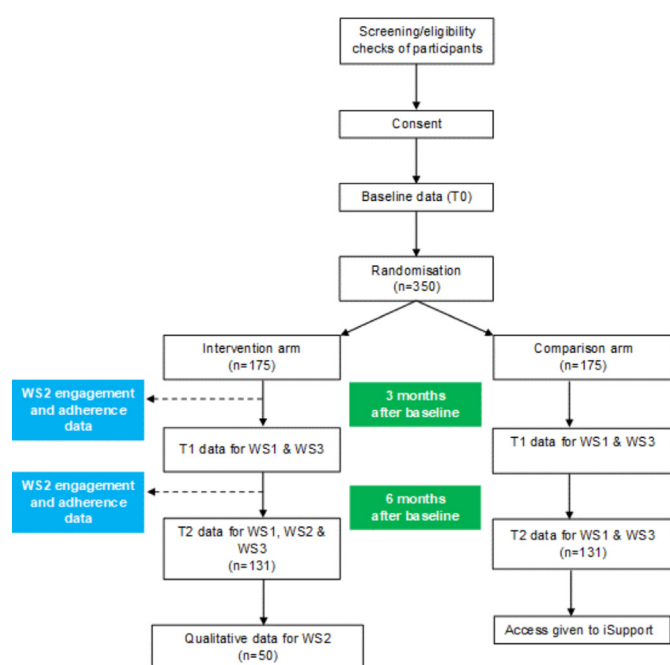 Screening/eligibility
checks of participants
Consent
Baseline data (T0)
Randomisation
(n=350)
Intervention arm
(n=175)
Comparison arm
(n=175)
WS2 engagement
and adherence
data
3 months
after baseline
T1 data for WS1 & WS3
T1 data for WS1 & WS3
WS2 engagement
and adherence
data
6 months
after baseline
T2 data for WS1, WS2 &
WS3
(n=131)
T2 data for WS1 & WS3
(n=131)
Qualitative data for WS2
(n=50)
Access given to iSupport